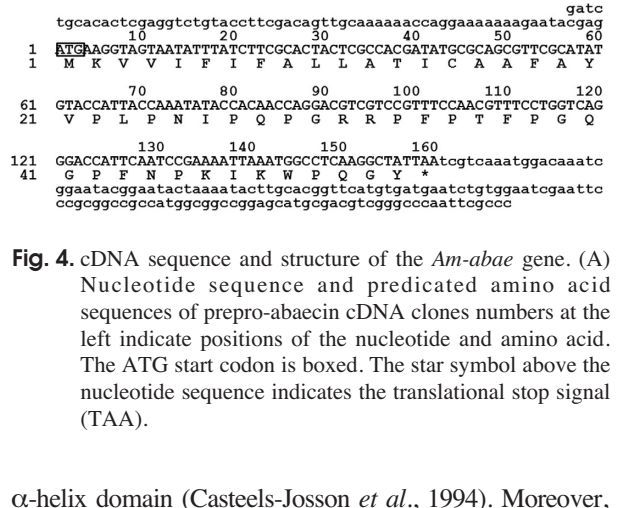 gatc
tgcacactcgaggtctgtaccttcgacagttgcaaaaaaccaggaaaaaaagaatacgag
10 20 30 40 50 60
1 ATGAAGGTAGTAATATTTATCTTCGCACTACTCGCCACGATATGCGCAGCGTTCGCATAT
1 M K V V I F I F A L L A T I C A A F A Y
70 80 90 100 110 120
61 GTACCATTACCAAATATACCACAACCAGGACGTCGTCCGTTTCCAACGTTTCCTGGTCAG
21 V P L P N I P Q P G R R P F P T F P G Q
130 140 150 160
121 GGACCATTCAATCCGAAAATTAAATGGCCTCAAGGCTATTAAtcgtcaaatggacaaatc
41 G P F N P K I K W P Q G Y *
ggaatacggaatactaaaatacttgcacggttcatgtgatgaatctgtggaatcgaattc
ccgcggccgccatggcggccggagcatgcgacgtcgggcccaattcgccc
Fig. 4. cDNA sequence and structure of the Am-abae gene. (A)
Nucleotide sequence and predicated amino acid
sequences of prepro-abaecin cDNA clones numbers at the
left indicate positions of the nucleotide and amino acid.
The ATG start codon is boxed. The star symbol above the
nucleotide sequence indicates the translational stop signal
(TAA).
α-helix domain (Casteels-Josson et al., 1994). Moreover,